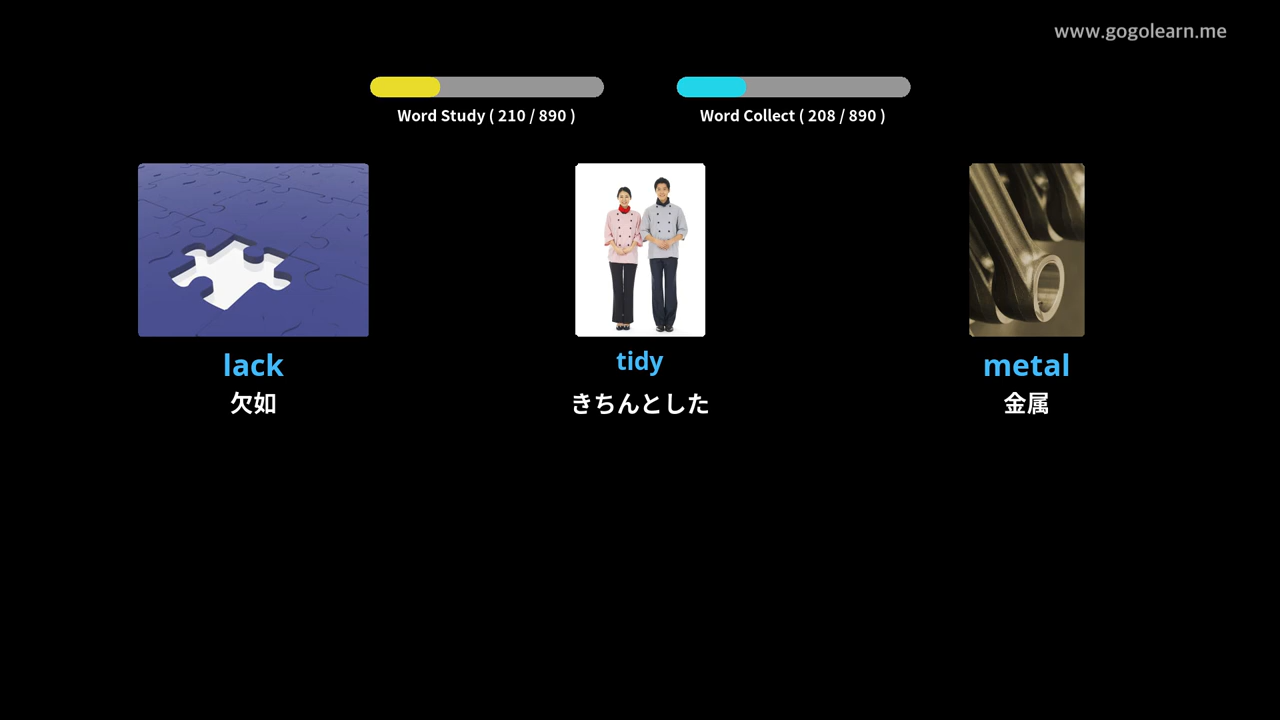 www.gogolearn.me
Word Study ( 210 / 890 )
Word Collect ( 208 / 890 )
lack
欠如
tidy
きちんとした
metal
金属